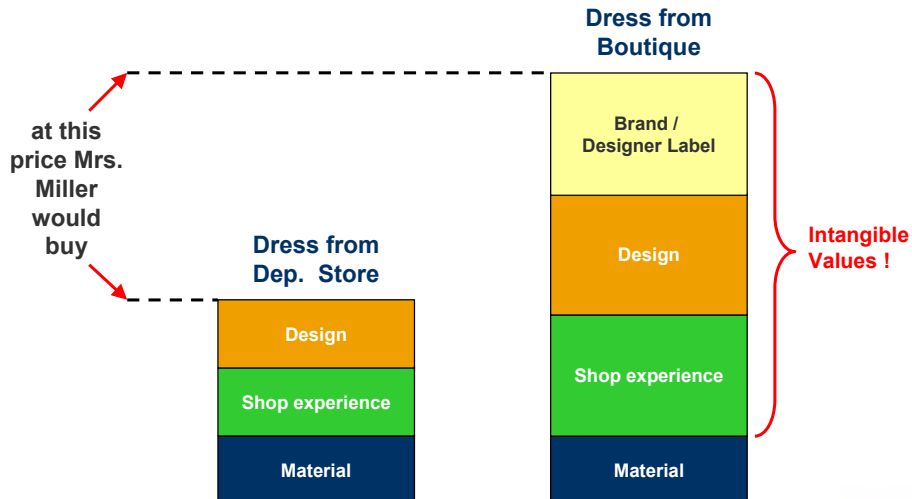 Dress from
Boutique
at this
price Mrs.
Miller
would
buy
Brand /
Designer Label
Dress from
Dep. Store
Design
Intangible
Values !
Design
Shop experience
Shop experience
Material
Material